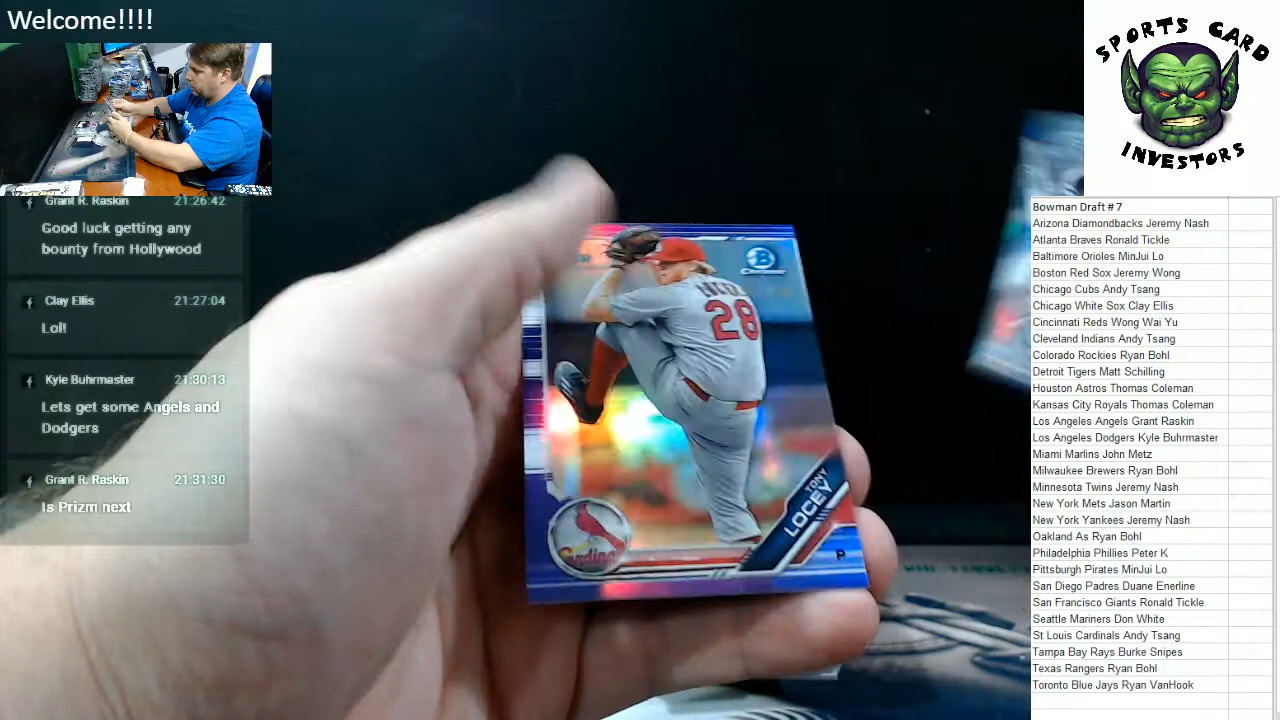 Welcome!!!!
Grant R. Raskin 21:26:42
Good luck getting any
bounty from Hollywood
Clay Ellis 21:27:04
Lol!
Kyle Buhrmaster 21:30:13
Lets get some Angels and
Dodgers
Grant R. Raskin 21:31:30
Is Prizm next
B
Chrome
28
TONY
LOCEY
P
Cardinals
SPORTS CARD
INVESTORS
Bowman Draft # 7
Arizona Diamondbacks Jeremy Nash
Atlanta Braves Ronald Tickle
Baltimore Orioles MinJui Lo
Boston Red Sox Jeremy Wong
Chicago Cubs Andy Tsang
Chicago White Sox Clay Ellis
Cincinnati Reds Wong Wai Yu
Cleveland Indians Andy Tsang
Colorado Rockies Ryan Bohl
Detroit Tigers Matt Schilling
Houston Astros Thomas Coleman
Kansas City Royals Thomas Coleman
Los Angeles Angels Grant Raskin
Los Angeles Dodgers Kyle Buhrmaster
Miami Marlins John Metz
Milwaukee Brewers Ryan Bohl
Minnesota Twins Jeremy Nash
New York Mets Jason Martin
New York Yankees Jeremy Nash
Oakland As Ryan Bohl
Philadelphia Phillies Peter K
Pittsburgh Pirates MinJui Lo
San Diego Padres Duane Enerline
San Francisco Giants Ronald Tickle
Seattle Mariners Don White
St Louis Cardinals Andy Tsang
Tampa Bay Rays Burke Snipes
Texas Rangers Ryan Bohl
Toronto Blue Jays Ryan VanHook